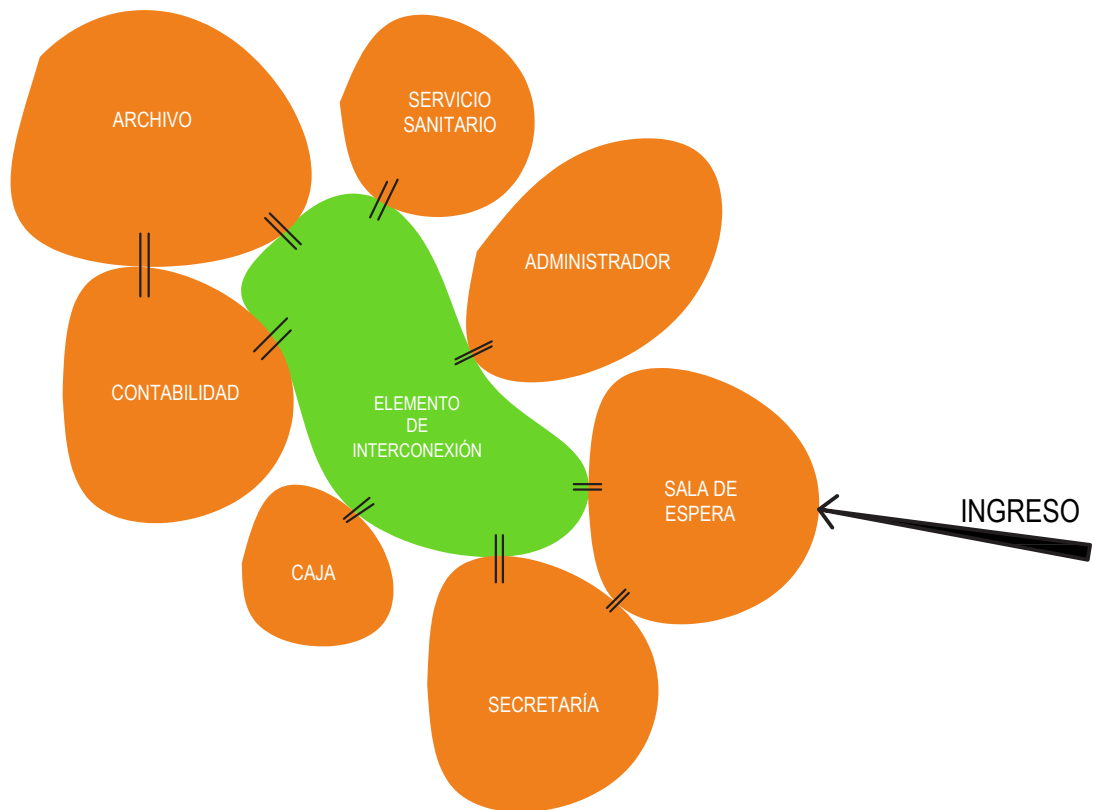 ARCHIVO
SERVICIO
SANITARIO
ADMINISTRADOR
CONTABILIDAD
ELEMENTO
DE
INTERCONEXIÓN
SALA DE
ESPERA
INGRESO
CAJA
SECRETARÍA